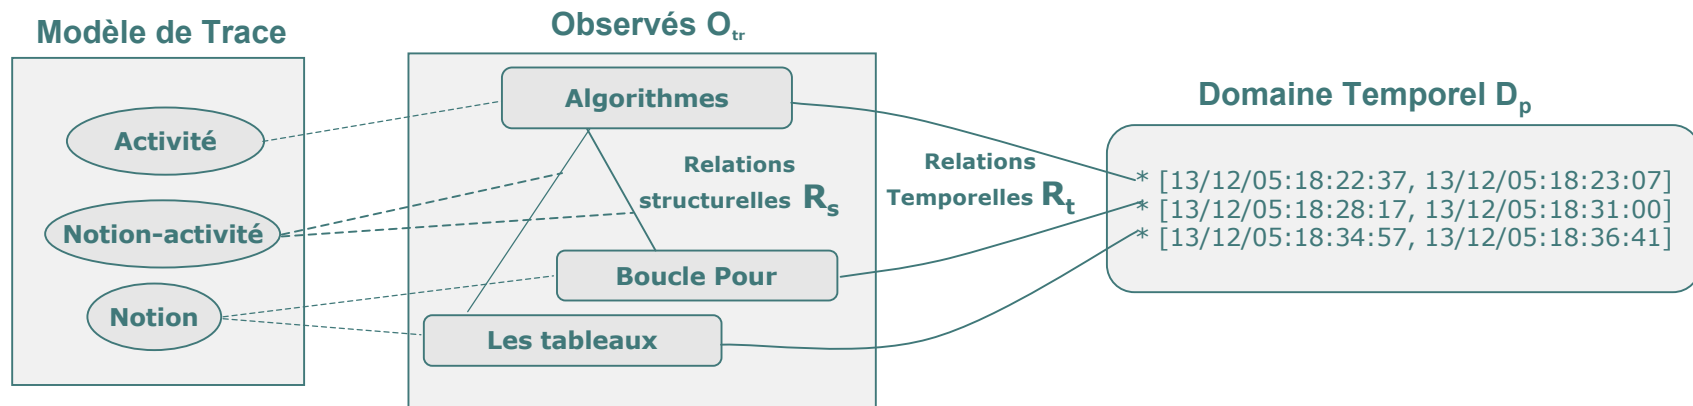 Modèle de Trace
Activité
Notion-activité
Notion
Observés Otr
Algorithmes
Relations
structurelles Rs
Boucle Pour
Les tableaux
Relations
Temporelles Rt
Domaine Temporel Dp
* [13/12/05:18:22:37, 13/12/05:18:23:07]
* [13/12/05:18:28:17, 13/12/05:18:31:00]
* [13/12/05:18:34:57, 13/12/05:18:36:41]